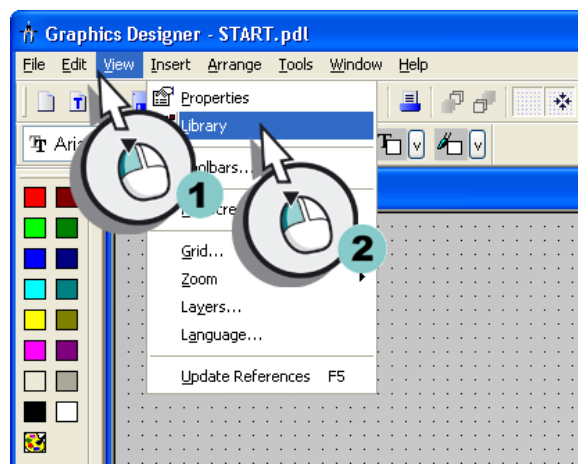 Graphics Designer - START.pdl
File Edit View Insert Arrange Tools Window Help
Properties
Library
1
2
Grid...
Zoom
Layers...
Language...
Update References F5